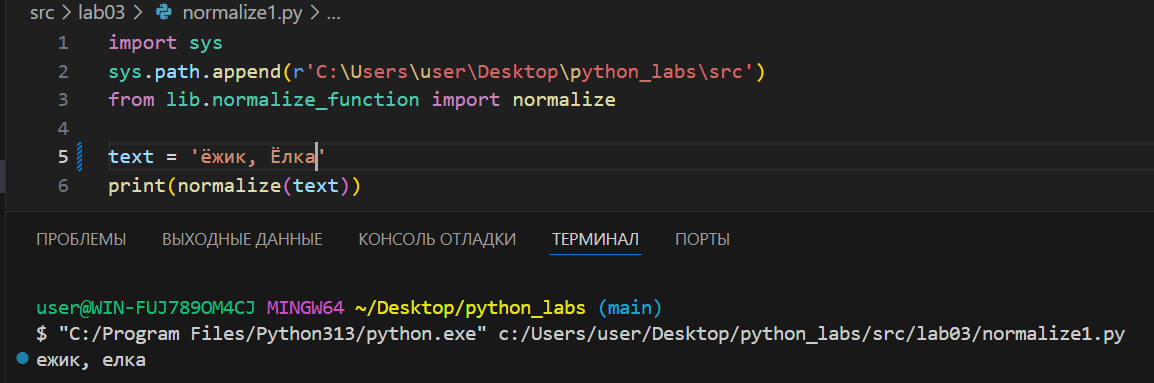 src > lab03 > normalize1.py > ...
1 import sys
2 sys.path.append(r'C:\Users\user\Desktop\python_labs\src')
3 from lib.normalize_function import normalize
4
5 text = 'ёжик, Ёлка'
6 print(normalize(text))
ПРОБЛЕМЫ ВЫХОДНЫЕ ДАННЫЕ КОНСОЛЬ ОТЛАДКИ ТЕРМИНАЛ ПОРТЫ
user@WIN-FUJ789OM4CJ MINGW64 ~/Desktop/python_labs (main)
$ "C:/Program Files/Python313/python.exe" c:/Users/user/Desktop/python_labs/src/lab03/normalize1.py
ежик, елка